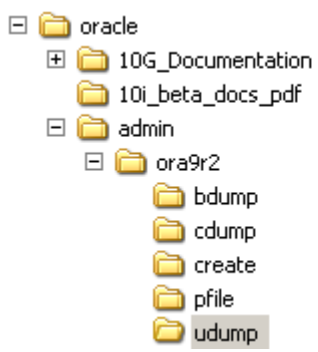 oracle
10G_Documentation
10i_beta_docs_pdf
admin
ora9r2
bdump
cdump
create
pfile
udump